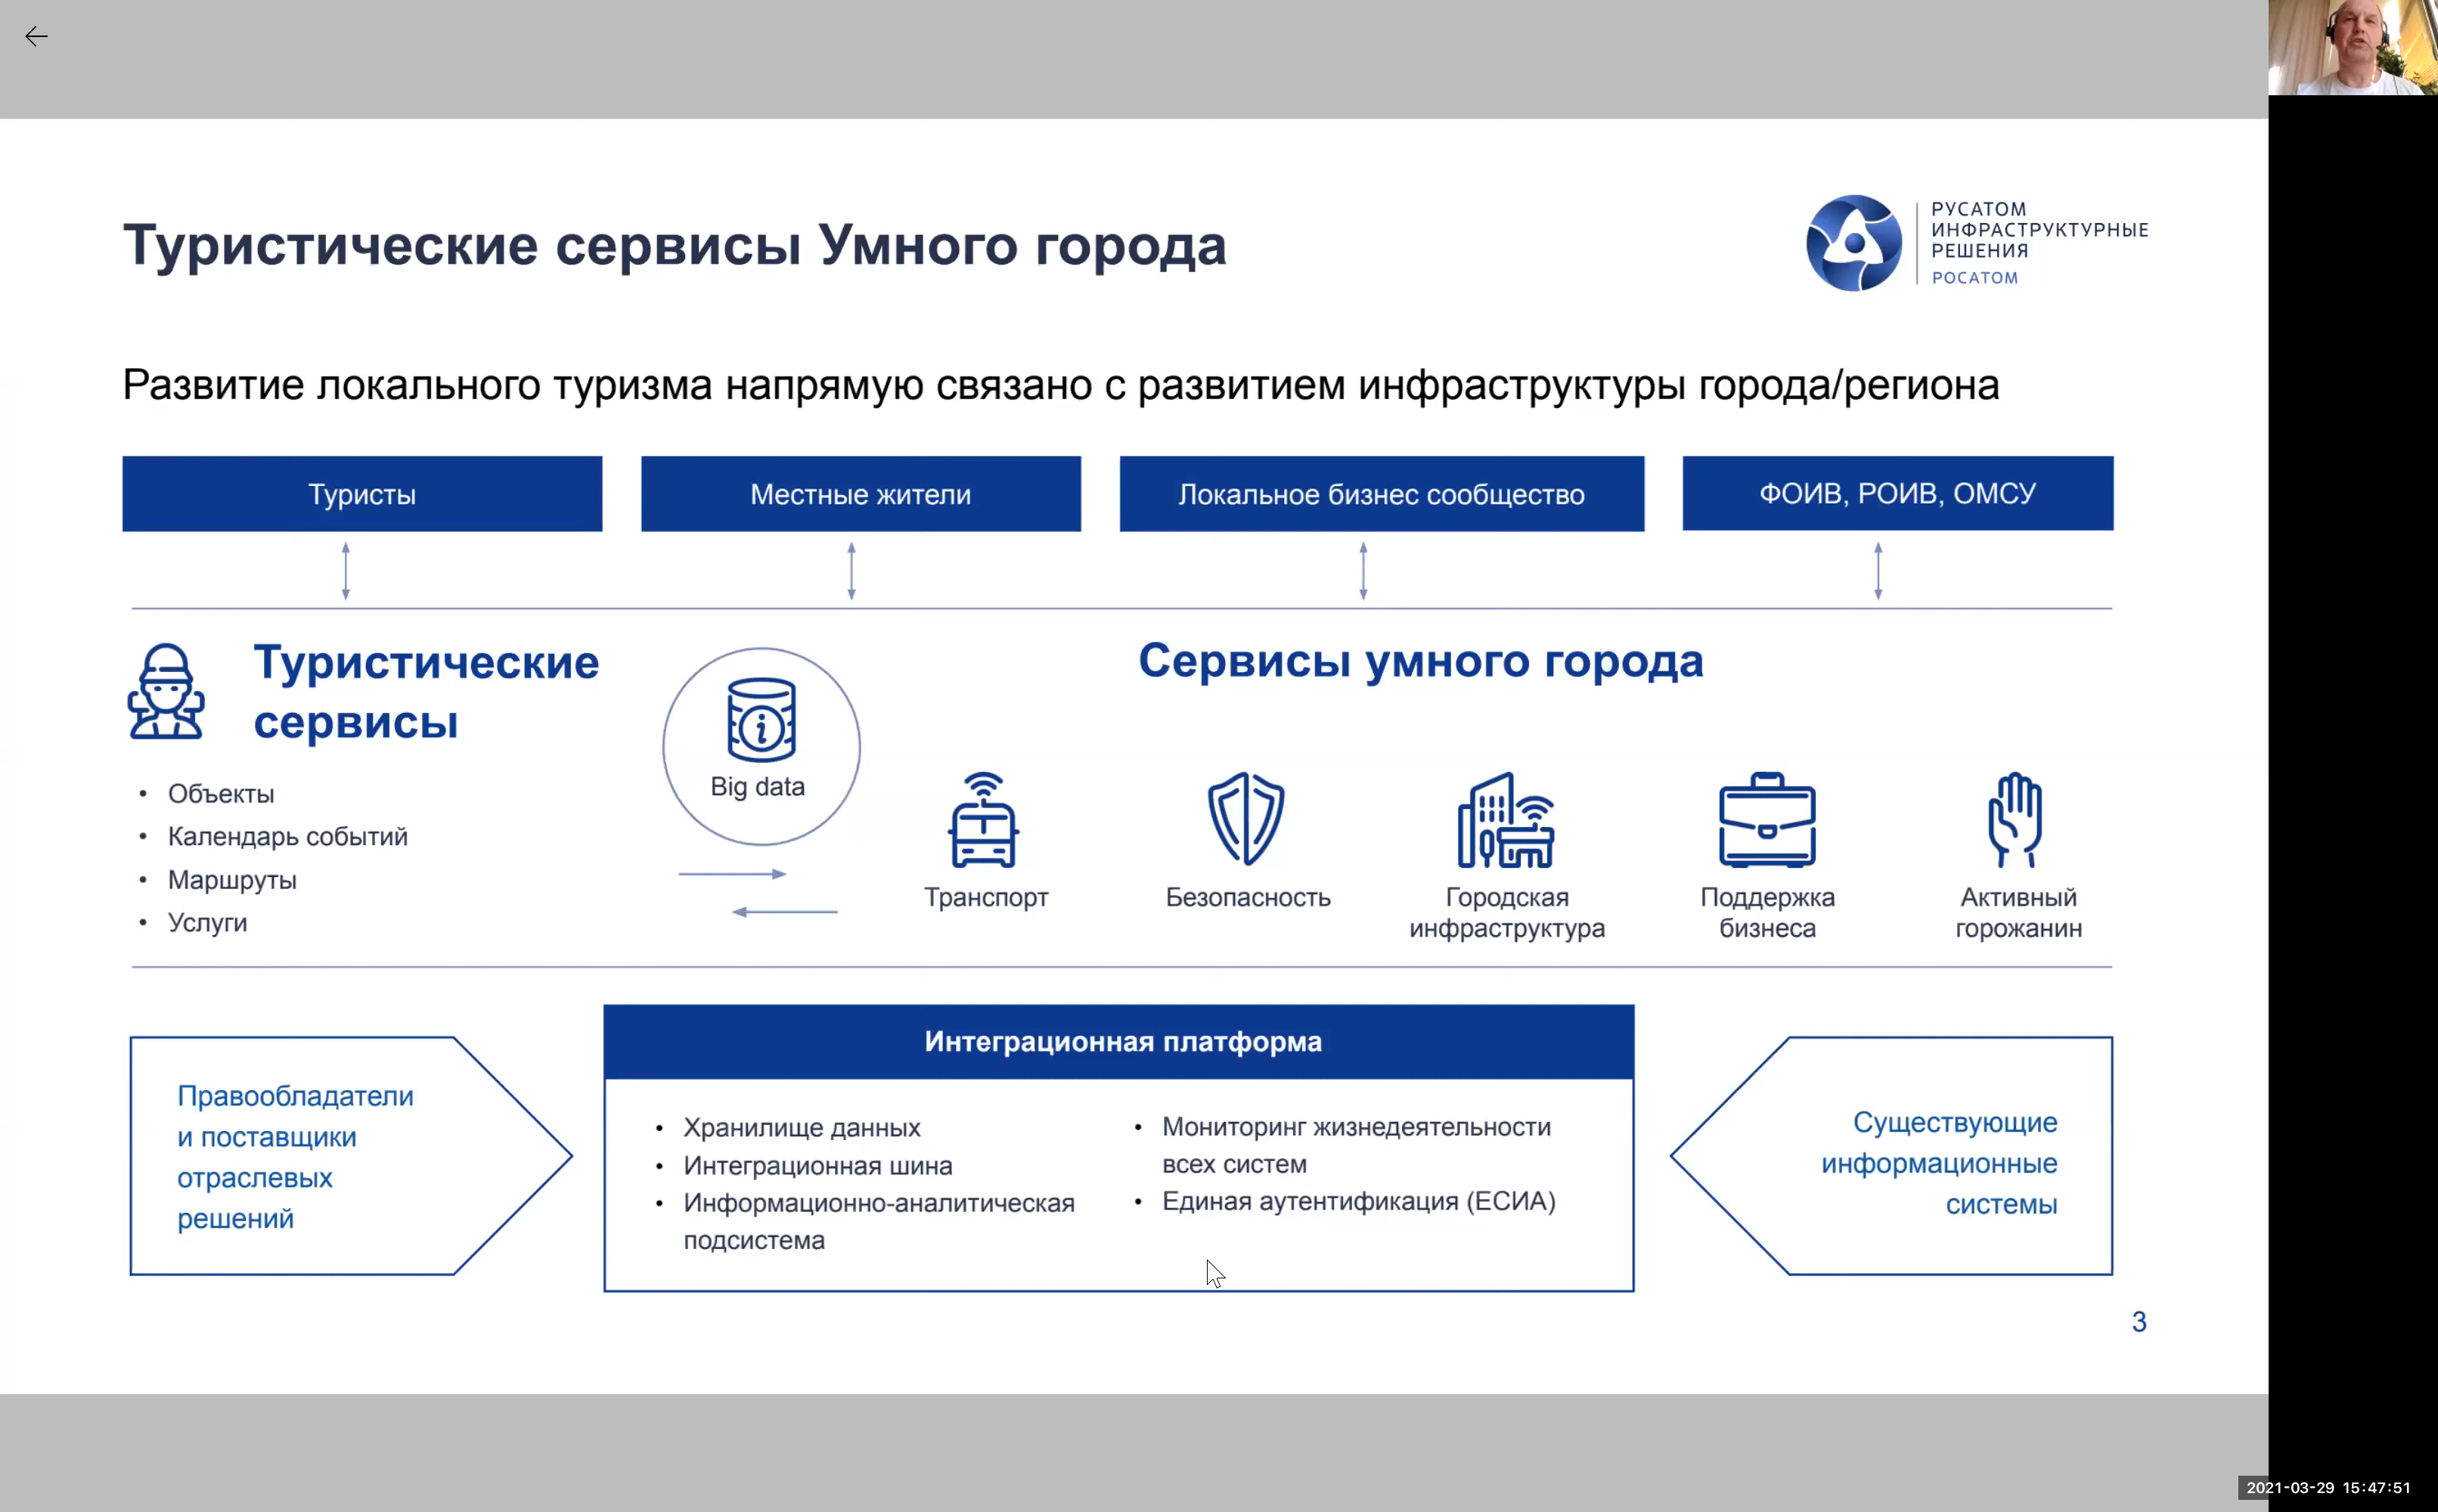 Туристические сервисы Умного города
РУСАТОМ
ИНФРАСТРУКТУРНЫЕ
РЕШЕНИЯ
РОСАТОМ
Развитие локального туризма напрямую связано с развитием инфраструктуры города/региона
Туристы
Местные жители
Локальное бизнес сообщество
ФОИВ, РОИВ, ОМСУ
Туристические
сервисы
• Объекты
• Календарь событий
• Маршруты
• Услуги
Big data
Сервисы умного города
Транспорт
Безопасность
Городская
инфраструктура
Поддержка
бизнеса
Активный
горожанин
Правообладатели
и поставщики
отраслевых
решений
Интеграционная платформа
• Хранилище данных
• Интеграционная шина
• Информационно-аналитическая
подсистема
• Мониторинг жизнедеятельности
всех систем
• Единая аутентификация (ЕСИА)
Существующие
информационные
системы
3
2021-03-29 15:47:51